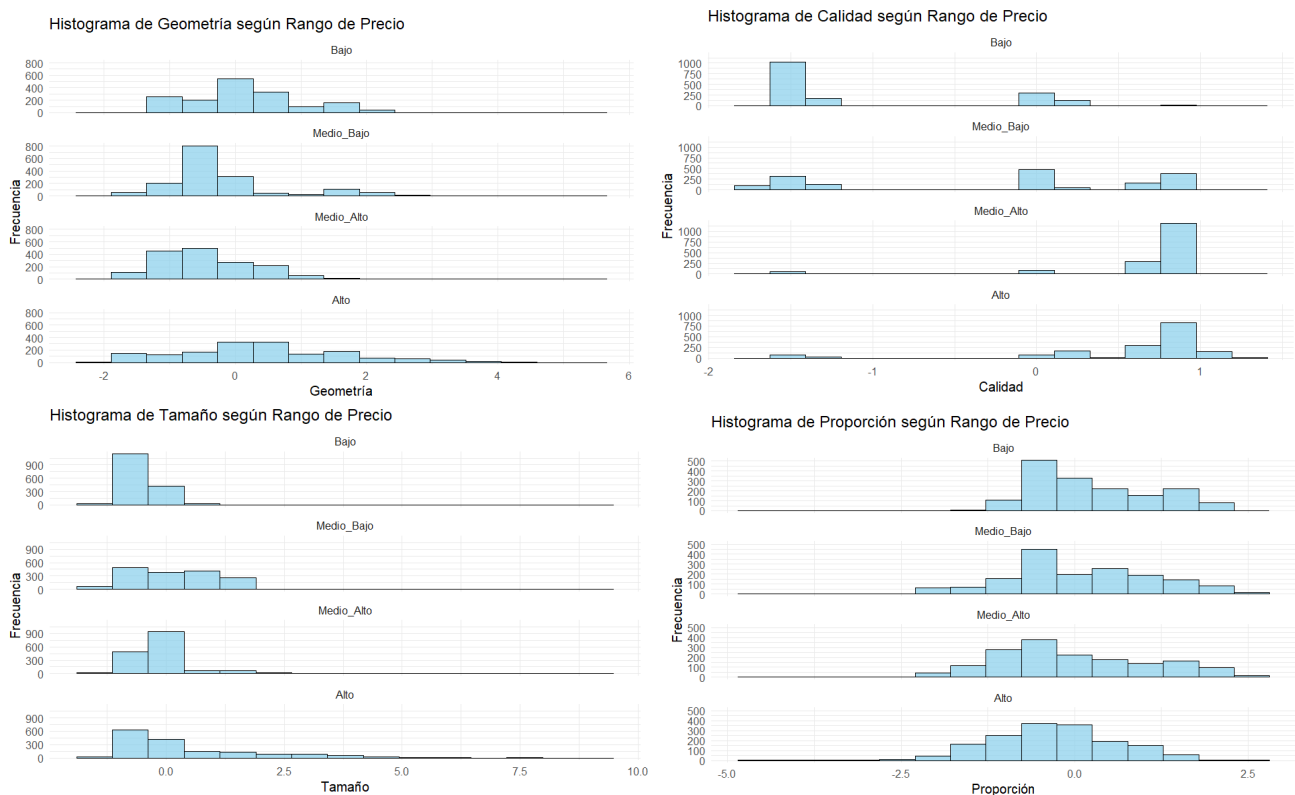 Histograma de Geometría según Rango de Precio
Bajo
800
600
400
200
0
Medio_Bajo
800
600
400
200
0
Medio_Alto
800
600
400
200
0
Alto
800
600
400
200
0
Frecuencia
-2 0 2 4 6
Geometría
Histograma de Calidad según Rango de Precio
Bajo
1000
750
500
250
0
Medio_Bajo
1000
750
500
250
0
Medio_Alto
1000
750
500
250
0
Alto
1000
750
500
250
0
Frecuencia
-2 -1 0 1
Calidad
Histograma de Tamaño según Rango de Precio
Bajo
900
600
300
0
Medio_Bajo
900
600
300
0
Medio_Alto
900
600
300
0
Alto
900
600
300
0
Frecuencia
0.0 2.5 5.0 7.5 10.0
Tamaño
Histograma de Proporción según Rango de Precio
Bajo
500
400
300
200
100
0
Medio_Bajo
500
400
300
200
100
0
Medio_Alto
500
400
300
200
100
0
Alto
500
400
300
200
100
0
Frecuencia
-5.0 -2.5 0.0 2.5
Proporción